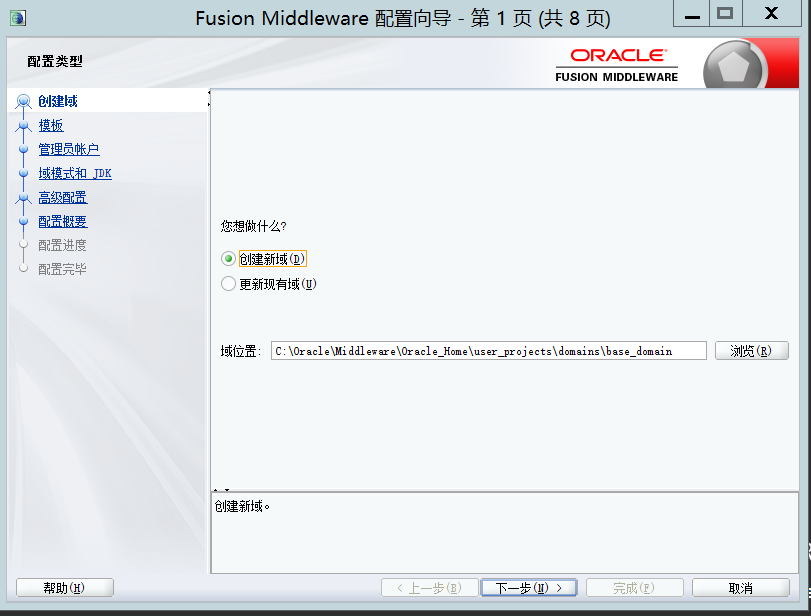 Fusion Middleware 配置向导 - 第 1 页 (共 8 页)
配置类型
ORACLE
FUSION MIDDLEWARE
创建域
模板
管理员帐户
域模式和 JDK
高级配置
配置概要
配置进度
配置完毕
您想做什么?
创建新域(D)
更新现有域(U)
域位置: C:\Oracle\Middleware\Oracle_Home\user_projects\domains\base_domain 浏览(R)
创建新域。
帮助(H) < 上一步(B) 下一步(N) > 完成(F) 取消